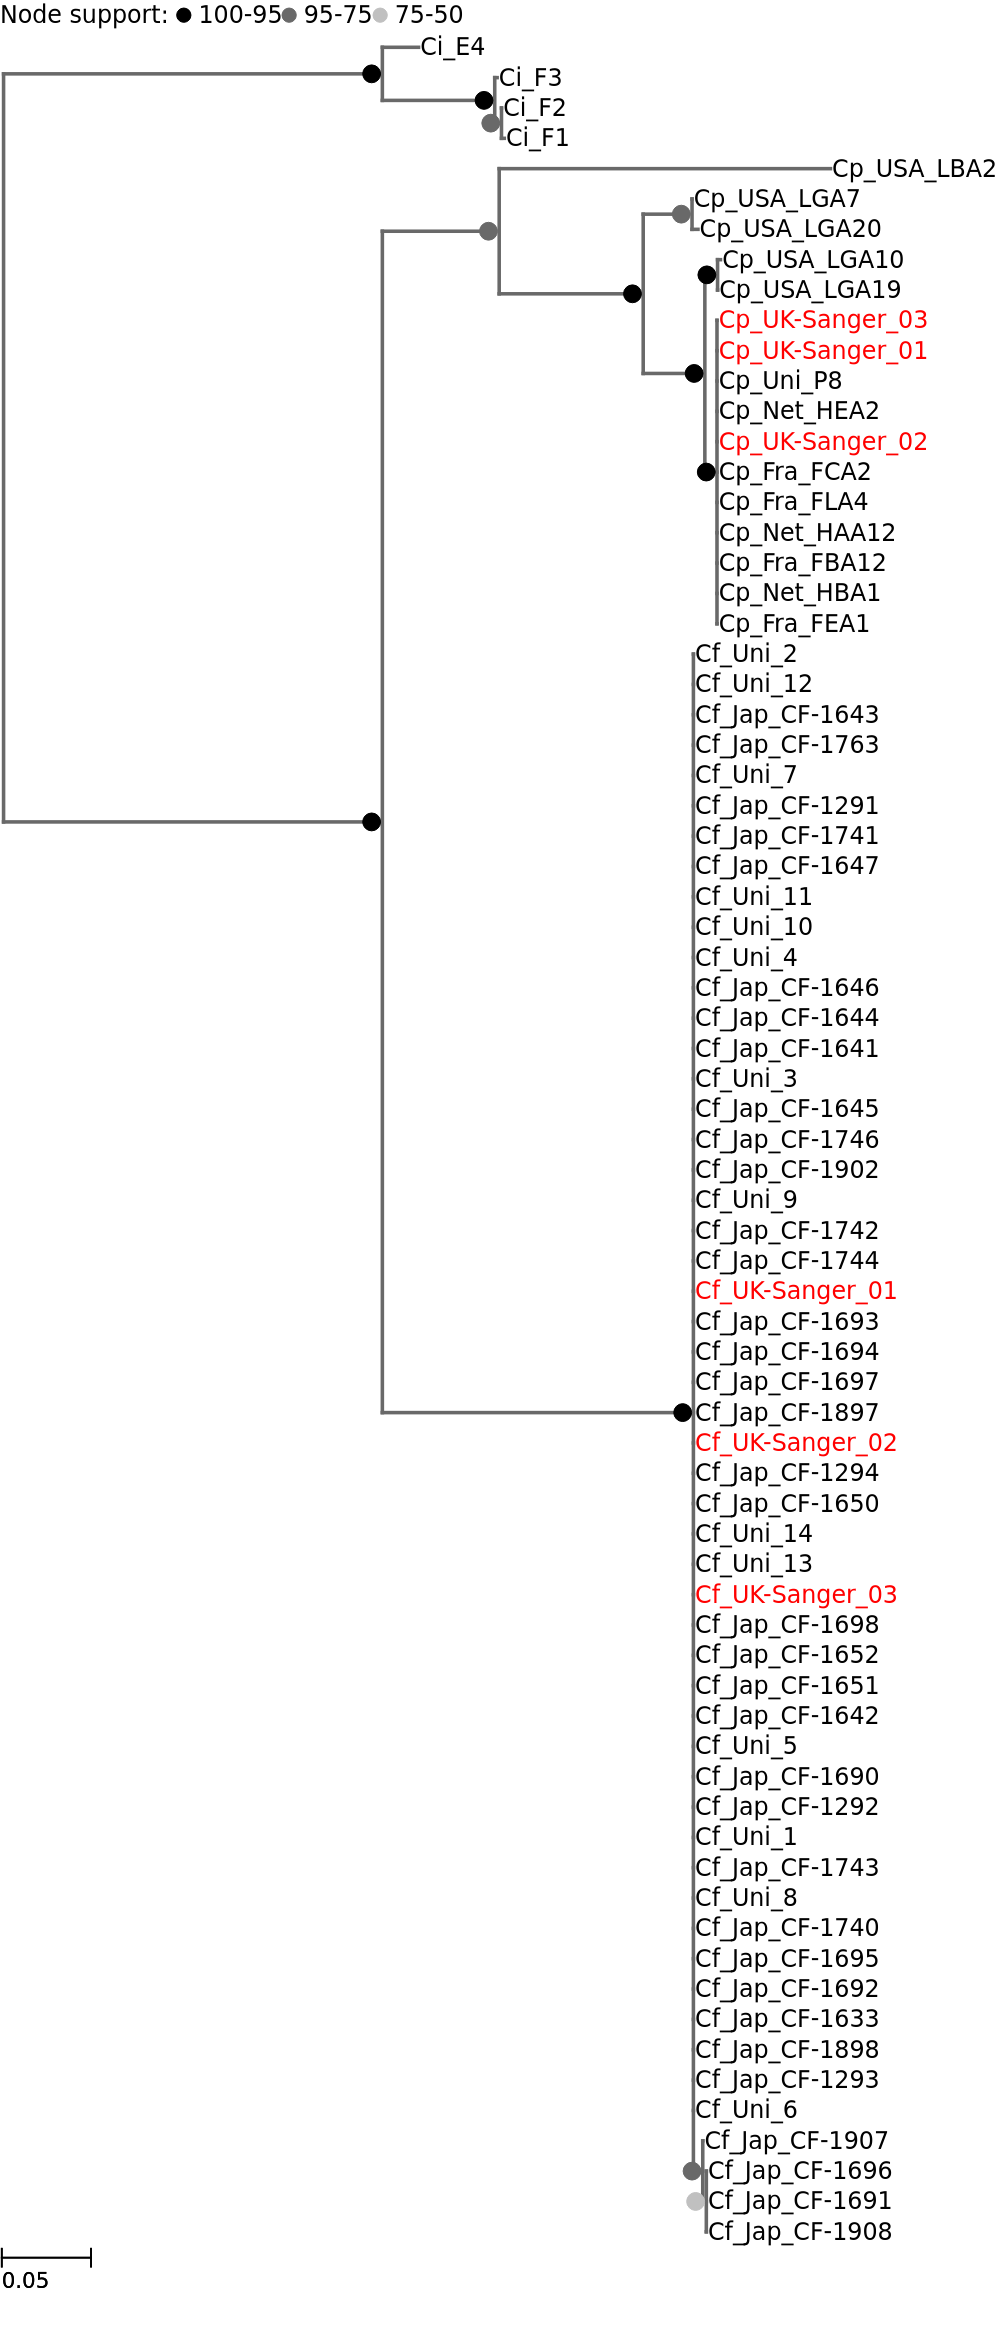 Node support: 100-95 95-75 75-50
Ci_E4
Ci_F3
Ci_F2
Ci_F1
Cp_USA_LBA2
Cp_USA_LGA7
Cp_USA_LGA20
Cp_USA_LGA10
Cp_USA_LGA19
Cp_UK-Sanger_03
Cp_UK-Sanger_01
Cp_Uni_P8
Cp_Net_HEA2
Cp_UK-Sanger_02
Cp_Fra_FCA2
Cp_Fra_FLA4
Cp_Net_HAA12
Cp_Fra_FBA12
Cp_Net_HBA1
Cp_Fra_FEA1
Cf_Uni_2
Cf_Uni_12
Cf_Jap_CF-1643
Cf_Jap_CF-1763
Cf_Uni_7
Cf_Jap_CF-1291
Cf_Jap_CF-1741
Cf_Jap_CF-1647
Cf_Uni_11
Cf_Uni_10
Cf_Uni_4
Cf_Jap_CF-1646
Cf_Jap_CF-1644
Cf_Jap_CF-1641
Cf_Uni_3
Cf_Jap_CF-1645
Cf_Jap_CF-1746
Cf_Jap_CF-1902
Cf_Uni_9
Cf_Jap_CF-1742
Cf_Jap_CF-1744
Cf_UK-Sanger_01
Cf_Jap_CF-1693
Cf_Jap_CF-1694
Cf_Jap_CF-1697
Cf_Jap_CF-1897
Cf_UK-Sanger_02
Cf_Jap_CF-1294
Cf_Jap_CF-1650
Cf_Uni_14
Cf_Uni_13
Cf_UK-Sanger_03
Cf_Jap_CF-1698
Cf_Jap_CF-1652
Cf_Jap_CF-1651
Cf_Jap_CF-1642
Cf_Uni_5
Cf_Jap_CF-1690
Cf_Jap_CF-1292
Cf_Uni_1
Cf_Jap_CF-1743
Cf_Uni_8
Cf_Jap_CF-1740
Cf_Jap_CF-1695
Cf_Jap_CF-1692
Cf_Jap_CF-1633
Cf_Jap_CF-1898
Cf_Jap_CF-1293
Cf_Uni_6
Cf_Jap_CF-1907
Cf_Jap_CF-1696
Cf_Jap_CF-1691
Cf_Jap_CF-1908
0.05